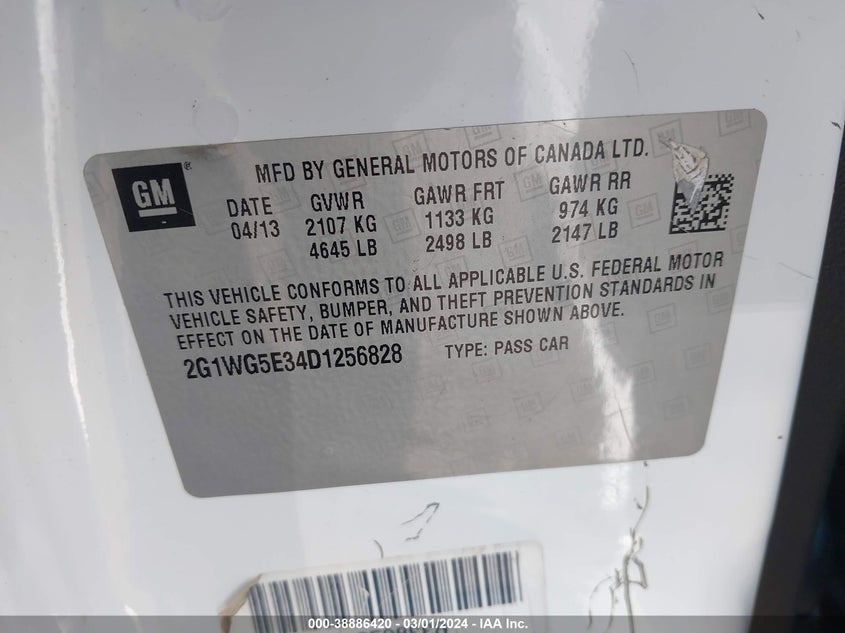 MFD BY GENERAL MOTORS OF CANADA LTD.
GM
®
DATE GVWR GAWR FRT GAWR RR
04/13 2107 KG 1133 KG 974 KG
4645 LB 2498 LB 2147 LB
THIS VEHICLE CONFORMS TO ALL APPLICABLE U.S. FEDERAL MOTOR
VEHICLE SAFETY, BUMPER, AND THEFT PREVENTION STANDARDS IN
EFFECT ON THE DATE OF MANUFACTURE SHOWN ABOVE.
2G1WG5E34D1256828 TYPE: PASS CAR
000-38886420 - 03/01/2024 - IAA Inc.